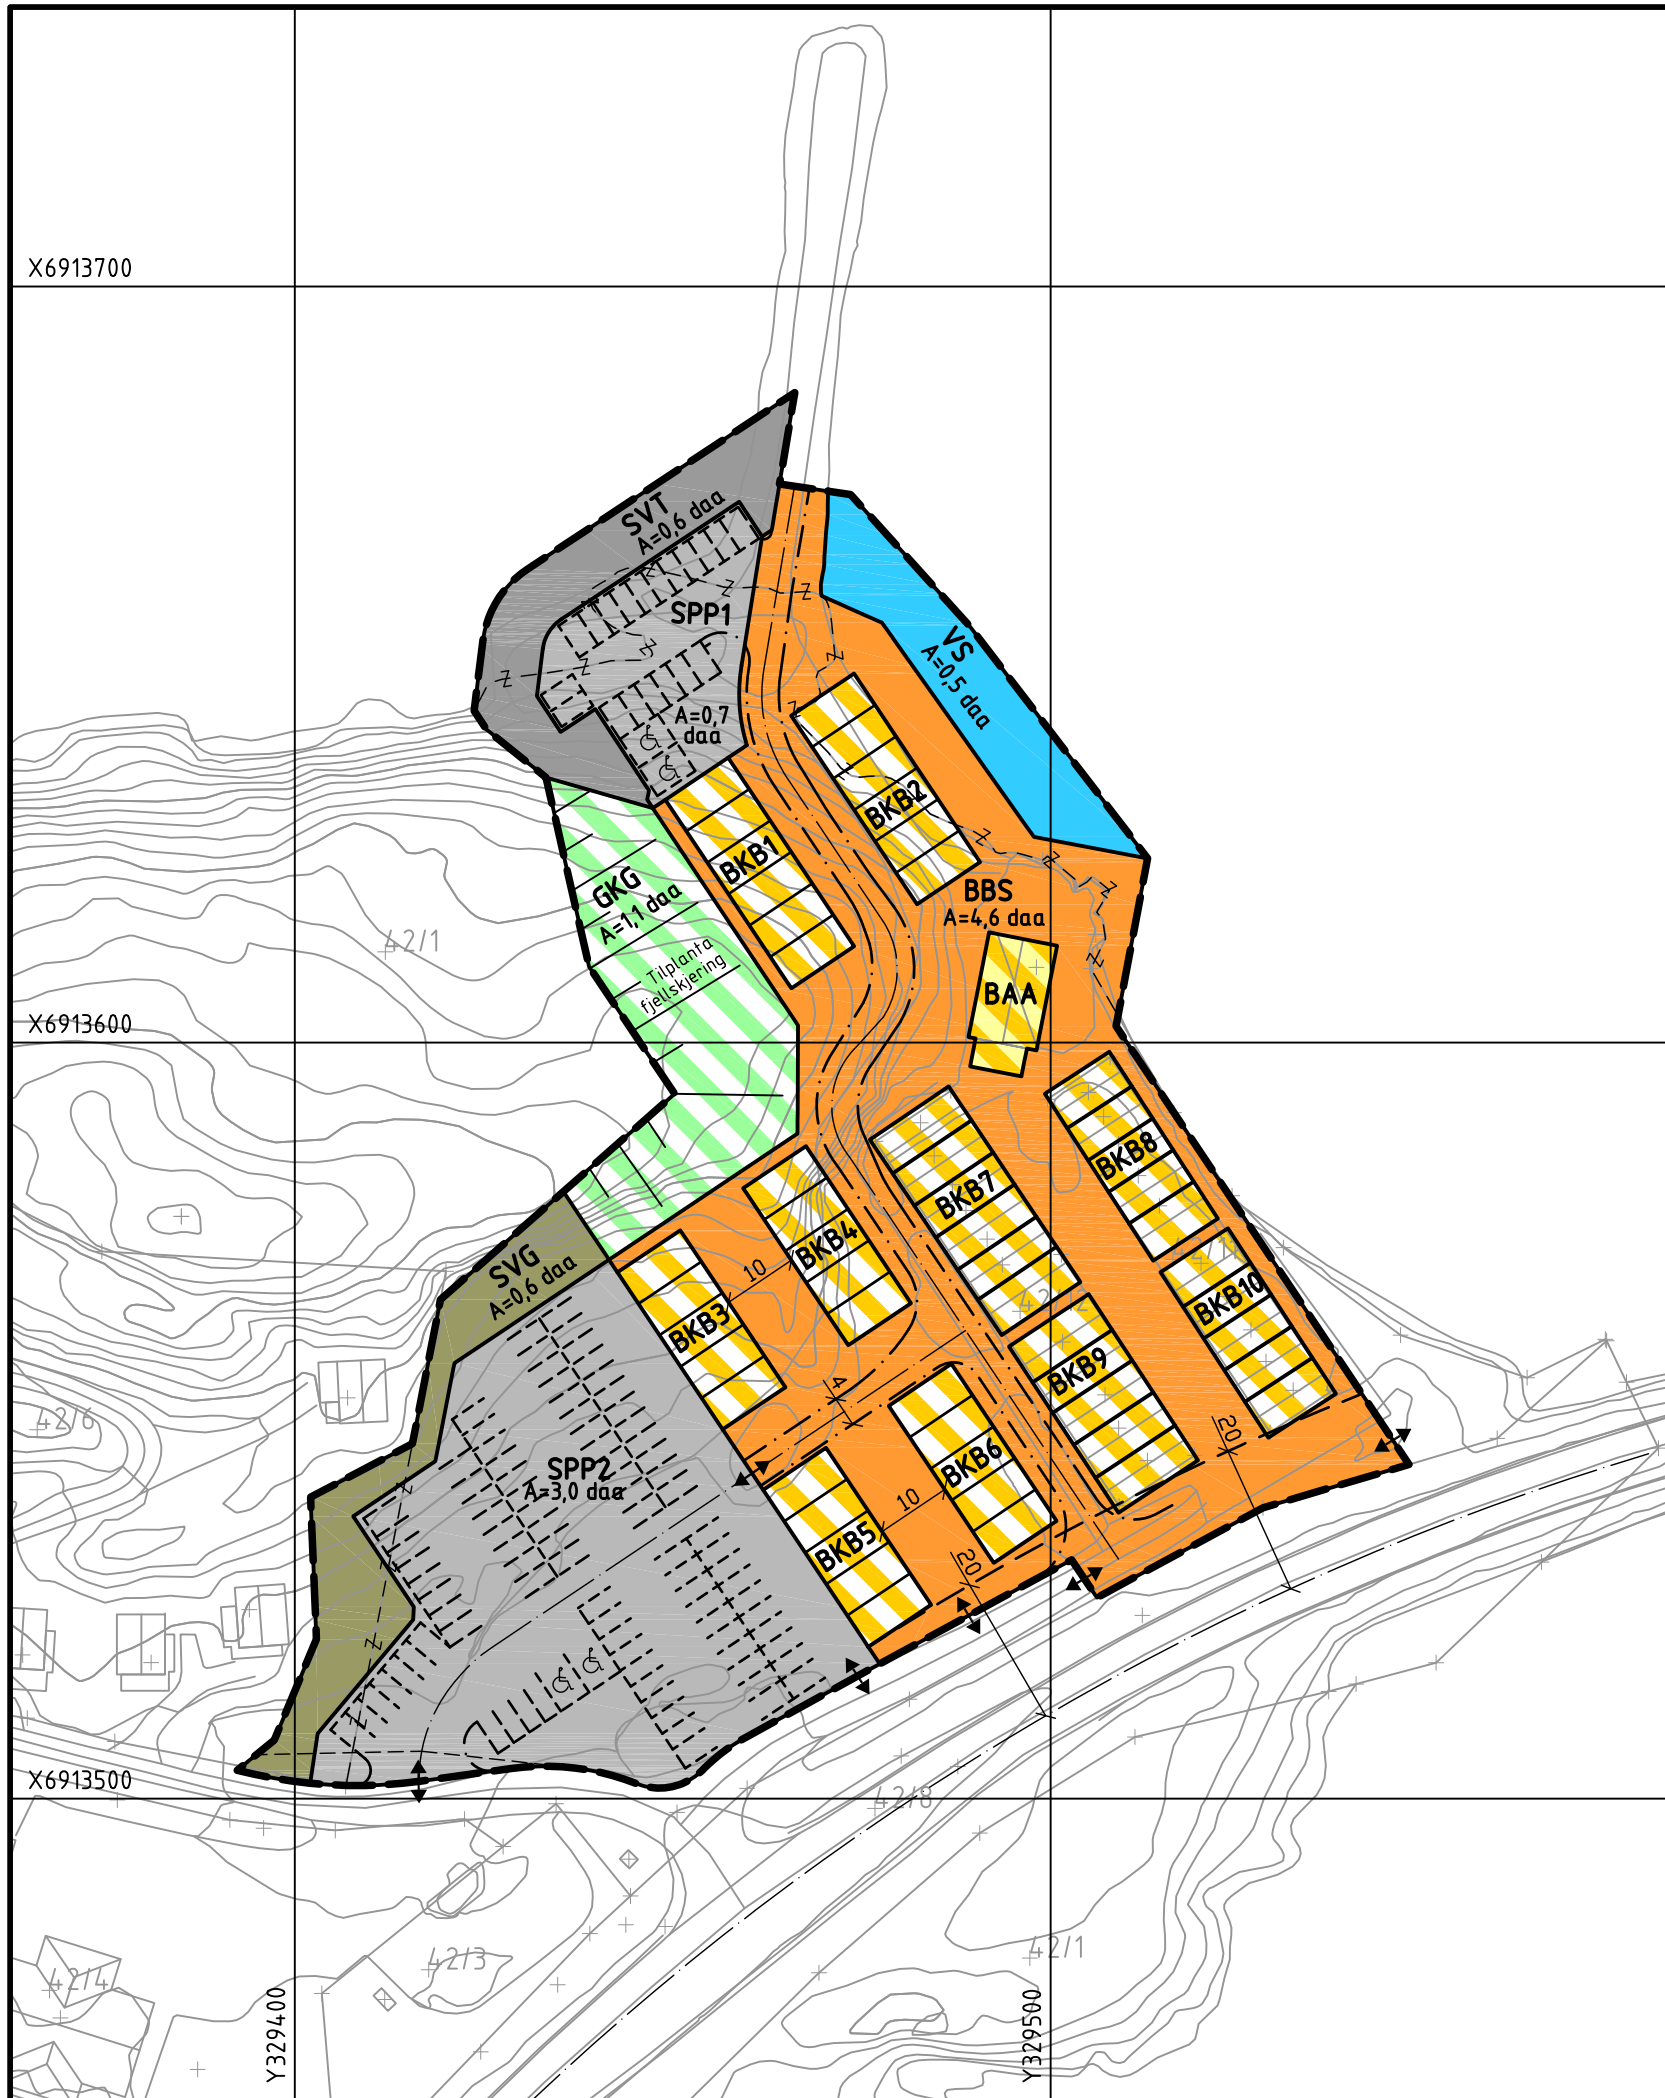 X6913700
SVT
A=0,6 daa
SPP1
VS
A=0,5 daa
A=0,7
daa
BKB2
BKB1
GKG
A=1,1 daa
BBS
A=4,6 daa
42/1
Tilplanta
fjellskjering
BAA
X6913600
BKB8
BKB7
BKB4
SVG
A=0,6 daa
10
BKB3
BKB10
BKB9
42/6
4
20
SPP2
A=3,0 daa
BKB6
10
BKB5
20
X6913500
42/8
42/3
42/1
42/4
Y329400
Y329500